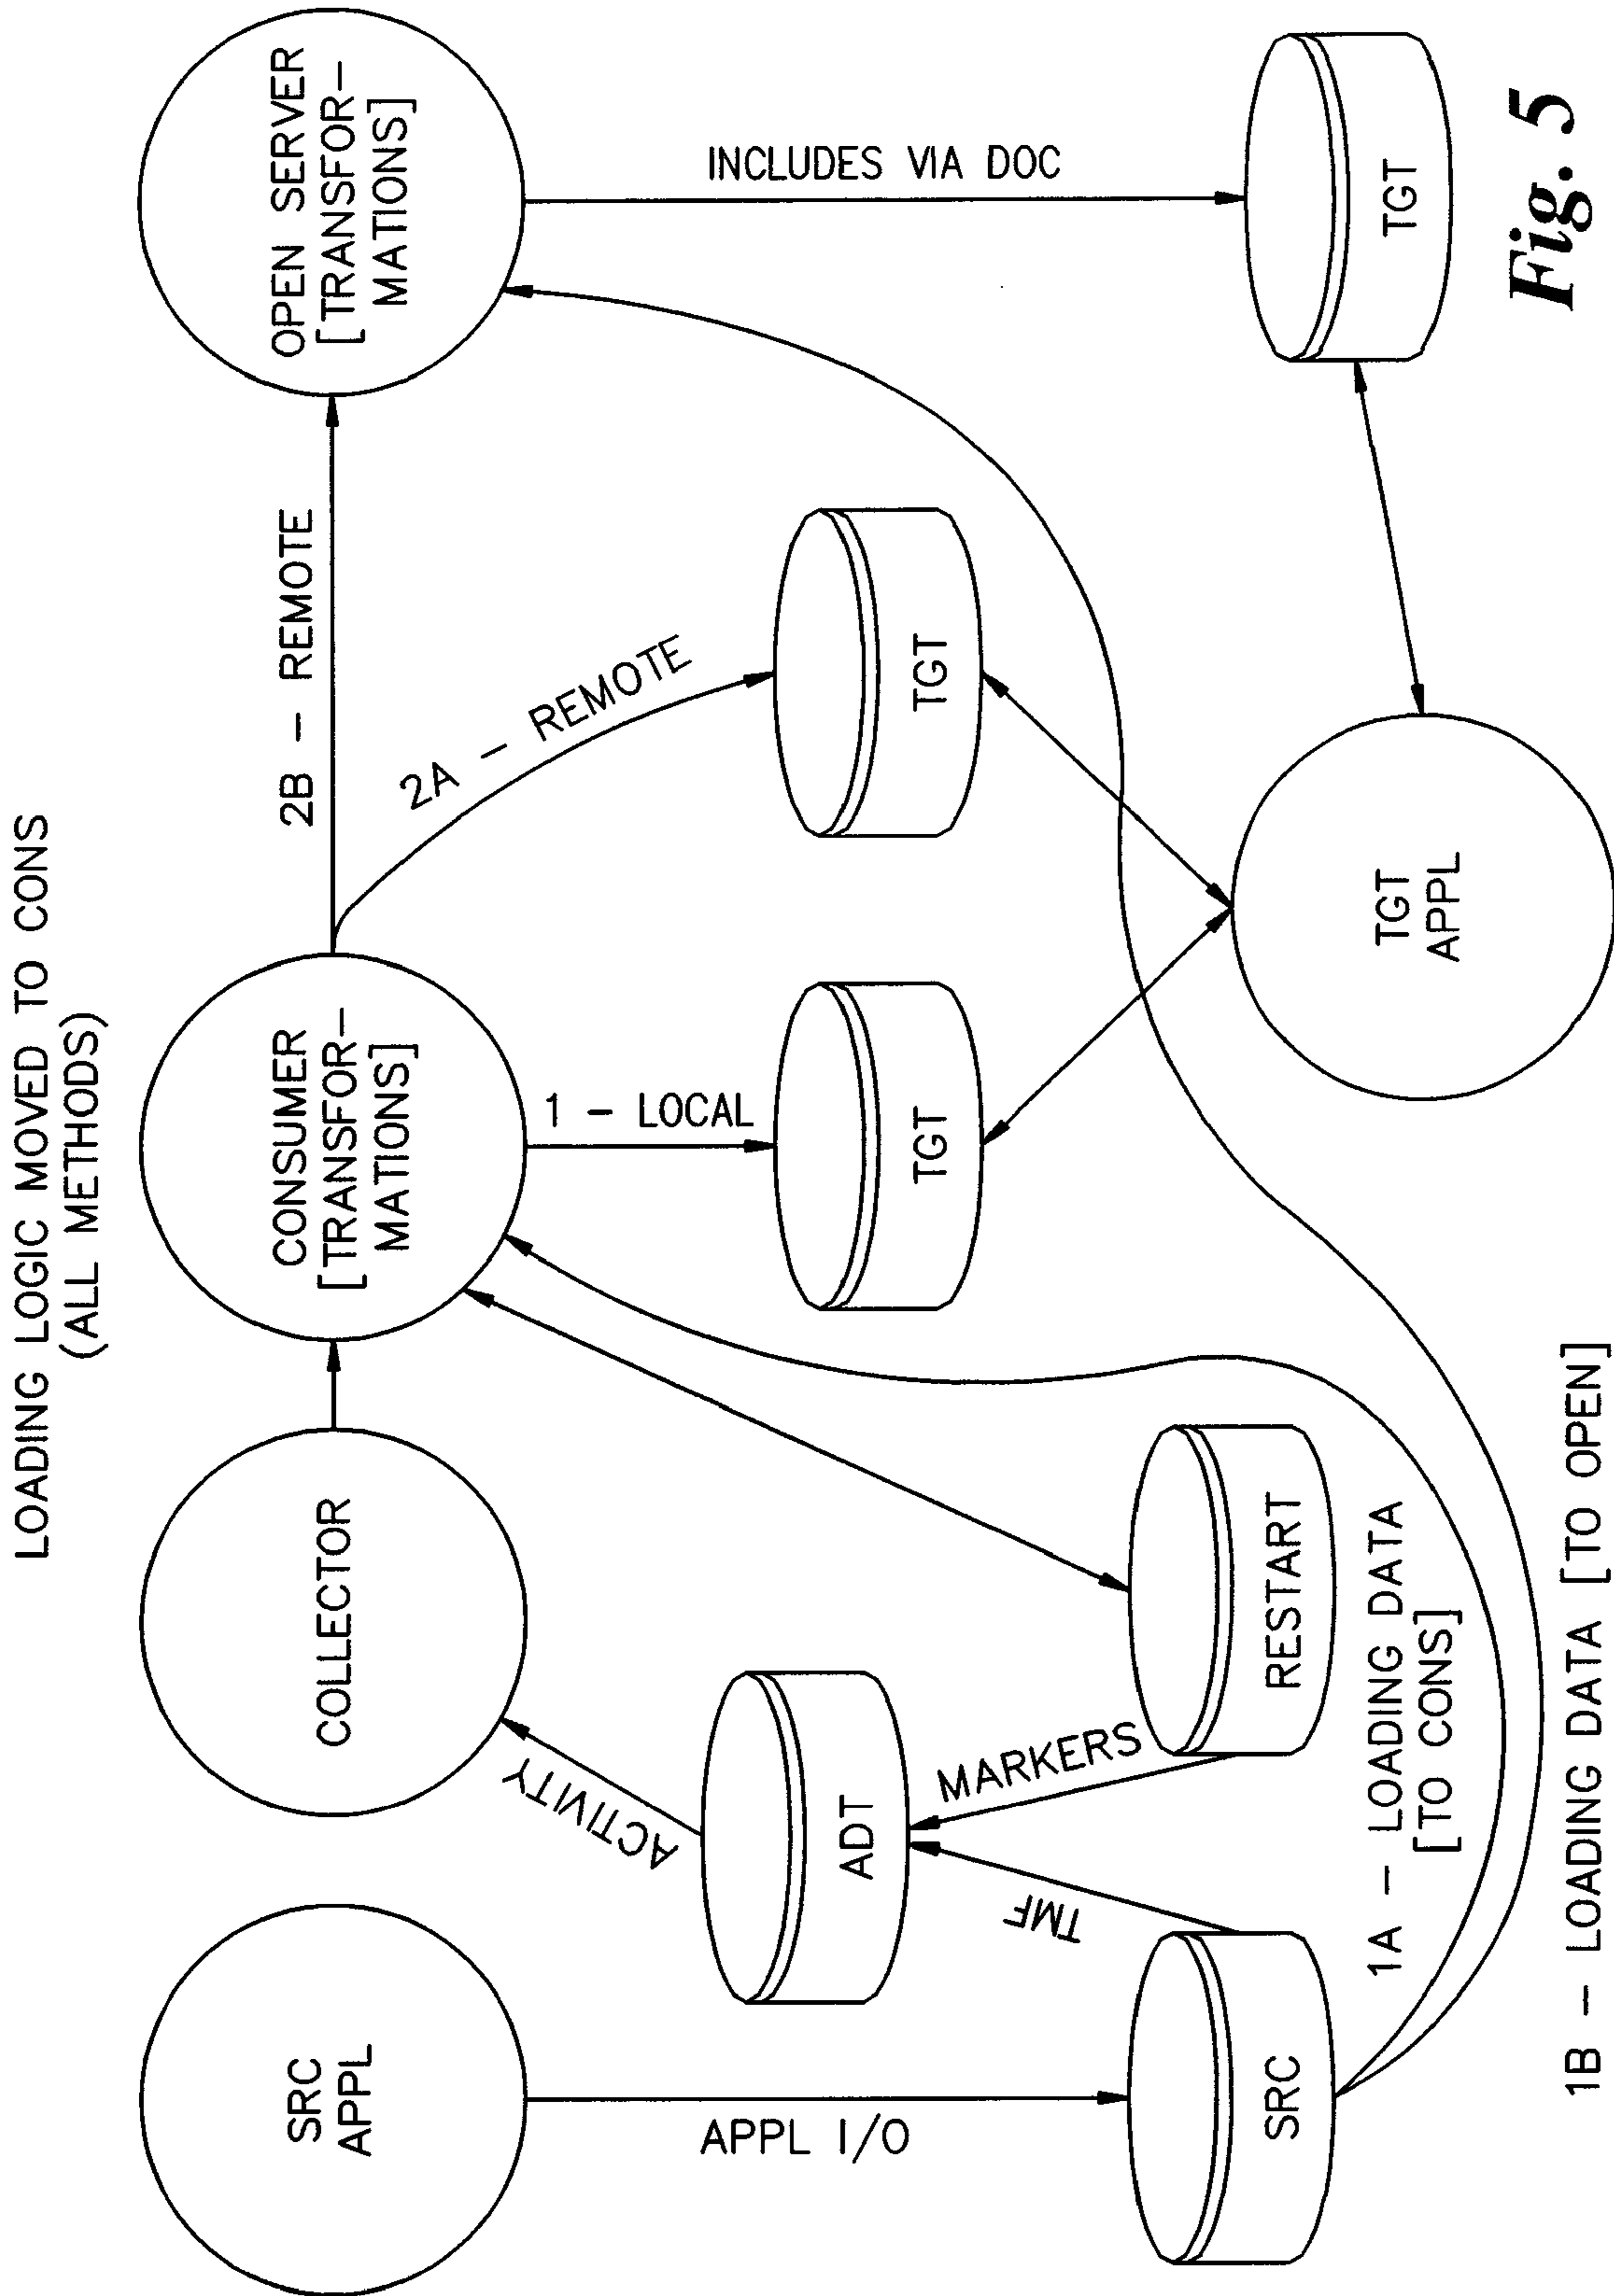 LOADING LOGIC MOVED TO CONS
(ALL METHODS)
SRC
APPL
COLLECTOR
CONSUMER
[TRANSFOR–
MATIONS]
2B – REMOTE
OPEN SERVER
[TRANSFOR–
MATIONS]
APPL I/O
ACTIVITY
1 – LOCAL
2A – REMOTE
INCLUDES VIA DOC
ADT
TGT
TGT
TMF
MARKERS
SRC
RESTART
TGT
1A – LOADING DATA
[TO CONS]
TGT
APPL
1B – LOADING DATA [TO OPEN]
Fig. 5